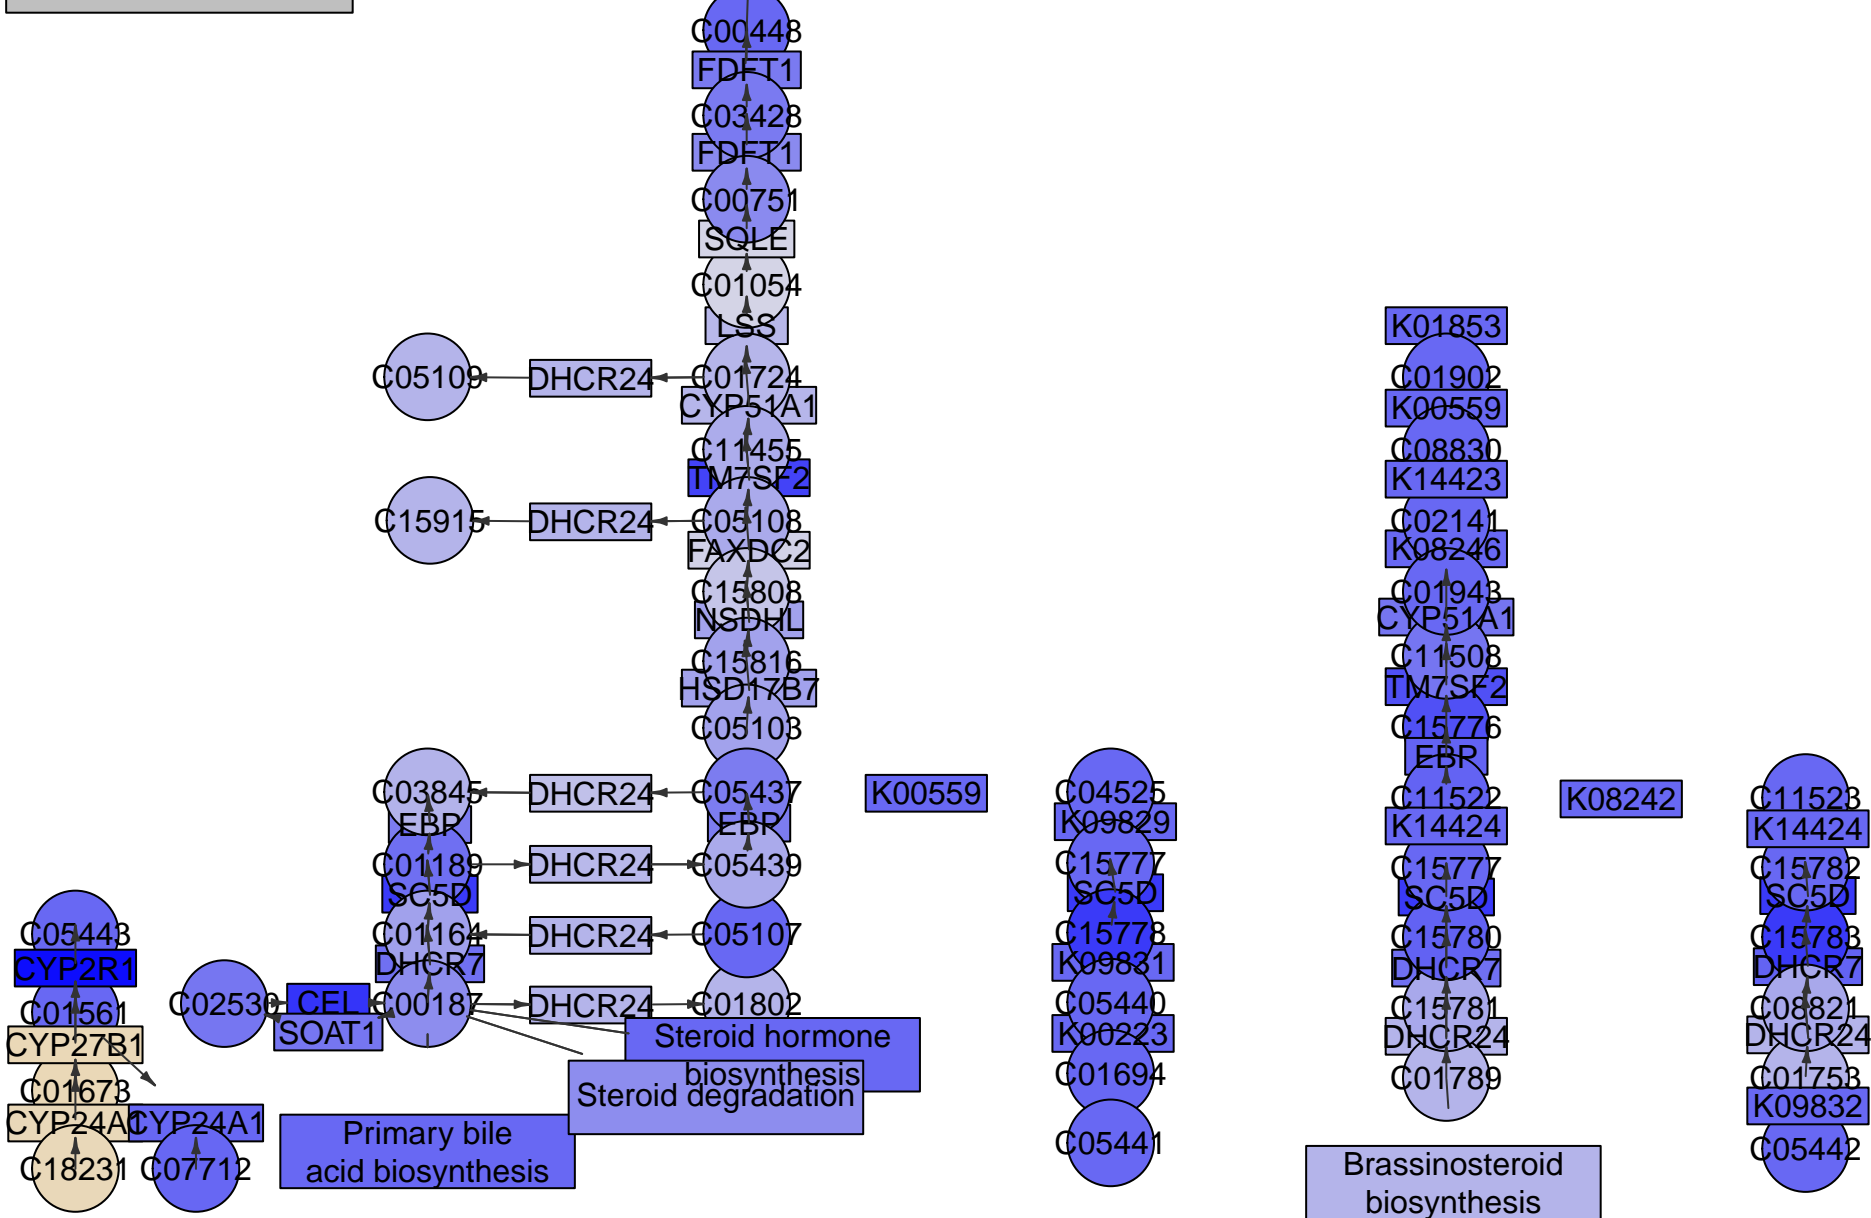 C00448
FDFT1
C03428
FDFT1
C00751
SQLE
C01054
LSS
C05109
DHCR24
C01724
CYP51A1
C11455
TM7SF2
C15915
DHCR24
C05108
FAXDC2
C15808
NSDHL
C15816
HSD17B7
C05103
C03845
DHCR24
C05437
EBP
EBP
C01189
DHCR24
C05439
SC5D
C01164
DHCR24
C05107
DHCR7
C02530
CEL
C00187
DHCR24
C01802
SOAT1
C05443
CYP2R1
C01561
CYP27B1
C01673
CYP24A1
CYP24A1
C18231
C07712
Steroid hormone
biosynthesis
Steroid degradation
Primary bile
acid biosynthesis
K00559
C04525
K09829
C15777
SC5D
C15778
K09831
C05440
K00223
C01694
C05441
K01853
C01902
K00559
C08830
K14423
C02141
K08246
C01943
CYP51A1
C11508
TM7SF2
C15776
EBP
C11522
K14424
C15777
SC5D
C15780
DHCR7
C15781
DHCR24
C01789
Brassinosteroid
biosynthesis
K08242
C11523
K14424
C15782
SC5D
C15783
DHCR7
C08821
DHCR24
C01753
K09832
C05442